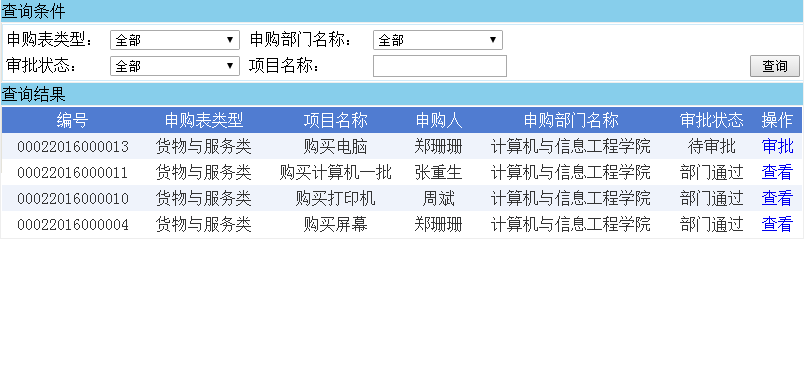 查询条件
申购表类型： 全部 申购部门名称： 全部
审批状态： 全部 项目名称： 查询
查询结果
编号 申购表类型 项目名称 申购人 申购部门名称 审批状态 操作
00022016000013 货物与服务类 购买电脑 郑珊珊 计算机与信息工程学院 待审批 审批
00022016000011 货物与服务类 购买计算机一批 张重生 计算机与信息工程学院 部门通过 查看
00022016000010 货物与服务类 购买打印机 周斌 计算机与信息工程学院 部门通过 查看
00022016000004 货物与服务类 购买屏幕 郑珊珊 计算机与信息工程学院 部门通过 查看